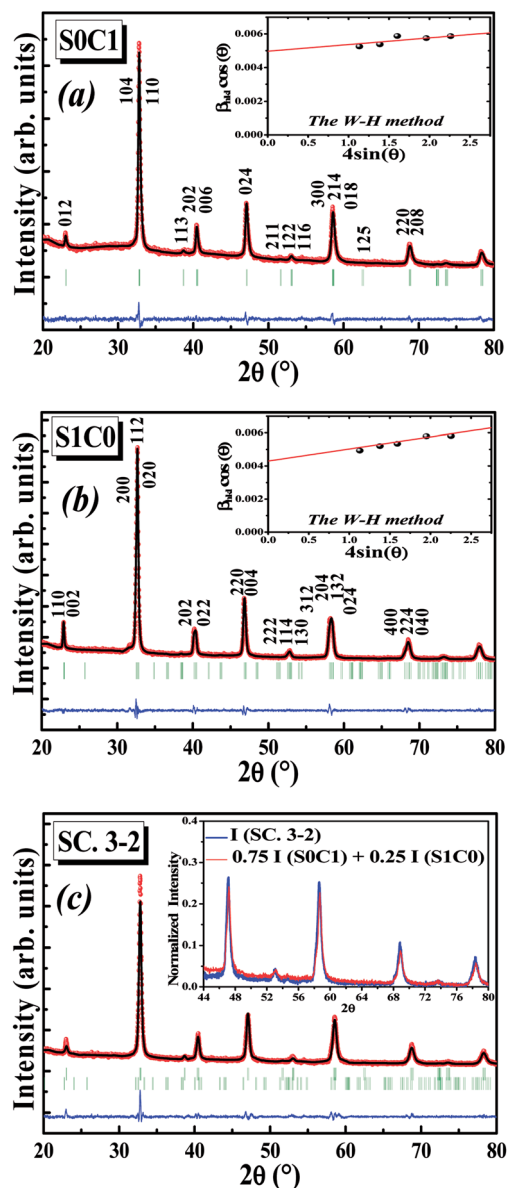 S0C1
(a)
Intensity (arb. units)
012
104
110
113
202
006
024
211
122
116
300
214
018
125
220
208
β_hkl cos (θ)
0.006
0.004
0.002
0.000
The W-H method
0.0 0.5 1.0 1.5 2.0 2.5
4sin(θ)
20 30 40 50 60 70 80
2θ (°)
S1C0
(b)
Intensity (arb. units)
110
002
200
112
020
202
022
220
004
222
114
130
312
204
132
024
400
224
040
β_hkl cos (θ)
0.006
0.004
0.002
0.000
The W-H method
0.0 0.5 1.0 1.5 2.0 2.5
4sin(θ)
20 30 40 50 60 70 80
2θ (°)
SC. 3-2
(c)
Intensity (arb. units)
I (SC. 3-2)
0.75 I (S0C1) + 0.25 I (S1C0)
Normalized Intensity
0.4
0.3
0.2
0.1
0.0
44 48 52 56 60 64 68 72 76 80
2θ
20 30 40 50 60 70 80
2θ (°)